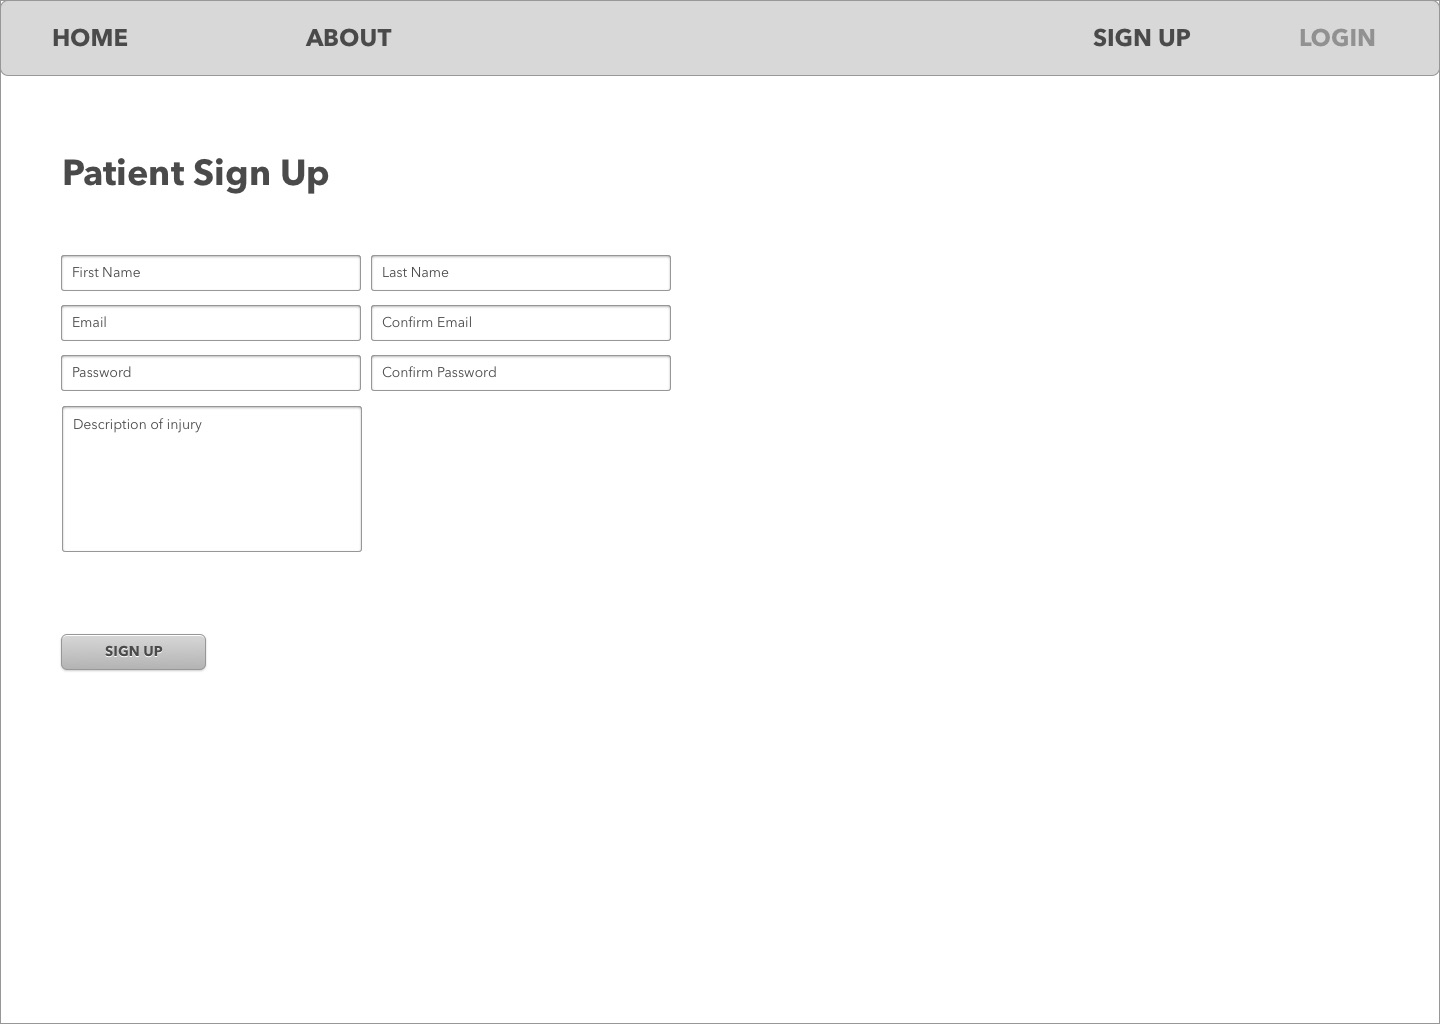 HOME ABOUT SIGN UP LOGIN
Patient Sign Up
First Name Last Name
Email Confirm Email
Password Confirm Password
Description of injury
SIGN UP